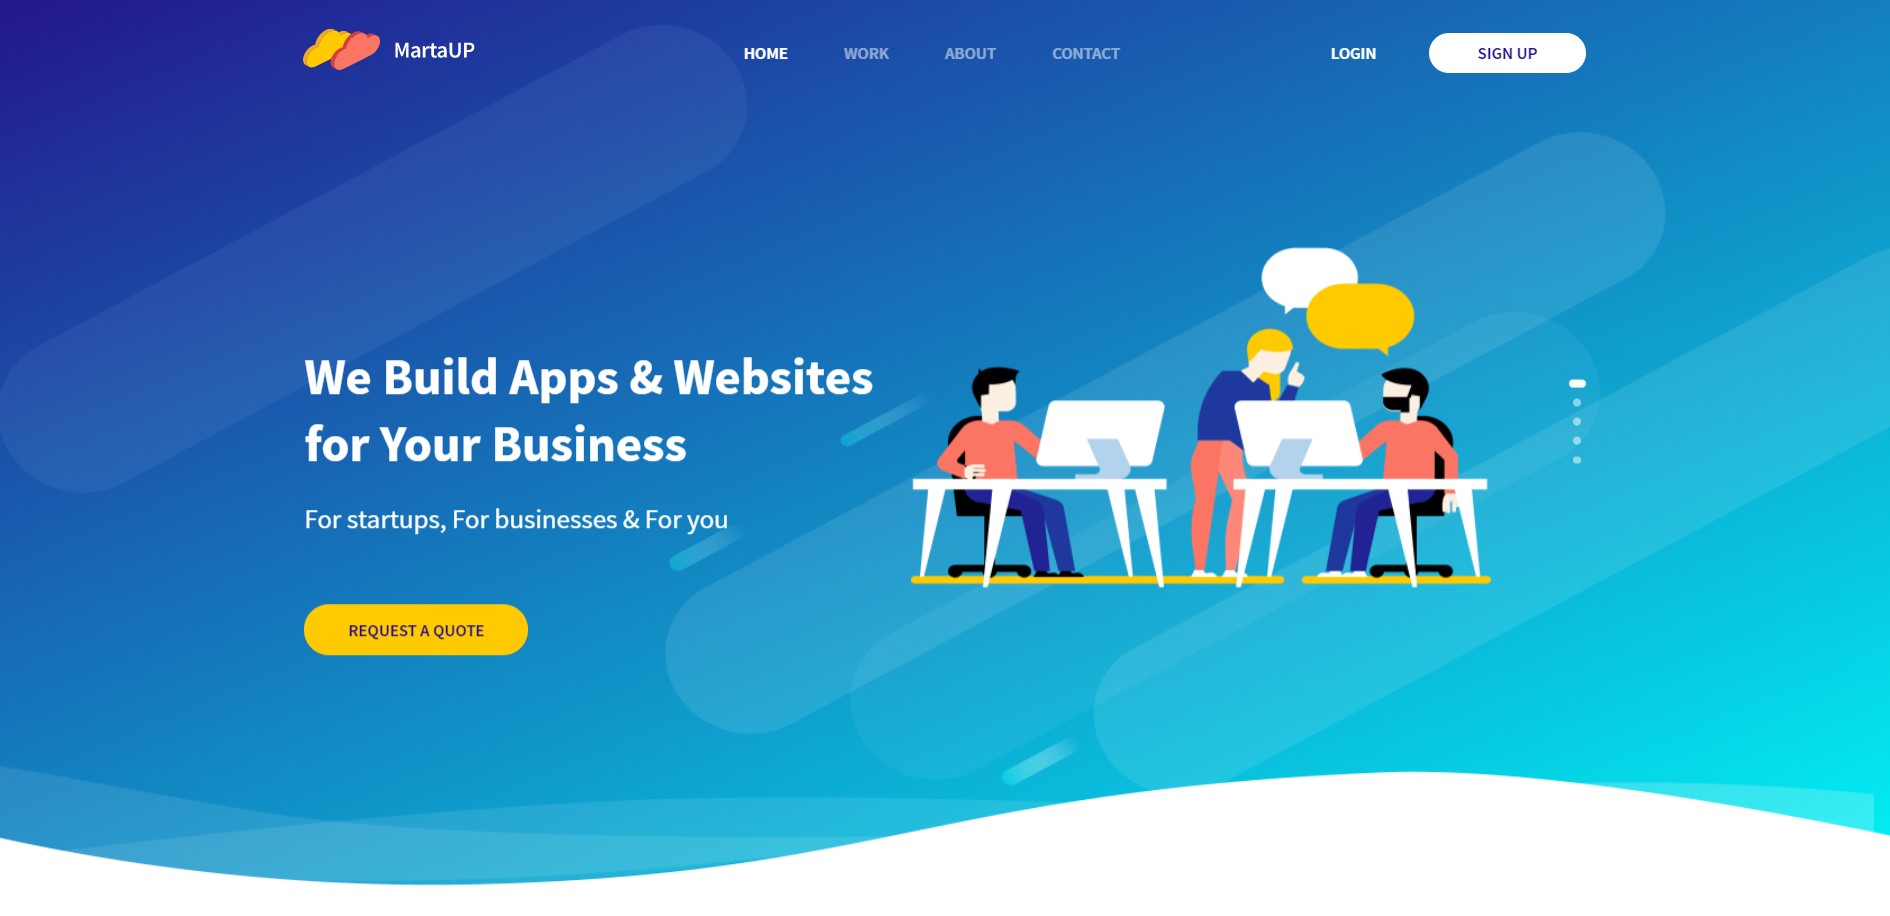 MartaUP
HOME WORK ABOUT CONTACT LOGIN SIGN UP
We Build Apps & Websites
for Your Business
For startups, For businesses & For you
REQUEST A QUOTE